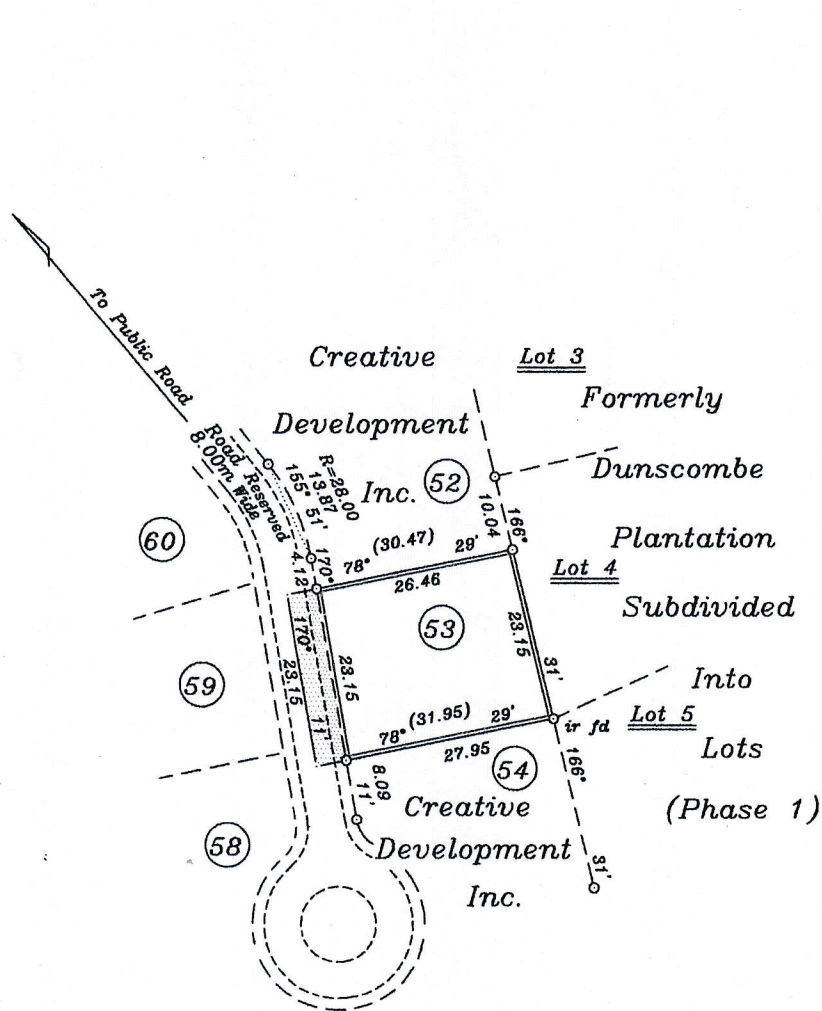 To Public Road
Road Reserved
8.00m Wide
Creative
Development
Inc.
Lot 3
Formerly
Dunscombe
Plantation
Subdivided
Into
Lots
(Phase 1)
Lot 4
Lot 5
R=28.00
13.87
155° 51'
52
10.04
166°
60
4.12
170°
78° (30.47) 29'
26.46
53
23.15
31'
59
170°
23.15
11'
23.15
78° (31.95) 29'
27.95
ir fd
54
166°
31'
8.09
11'
58
Creative
Development
Inc.